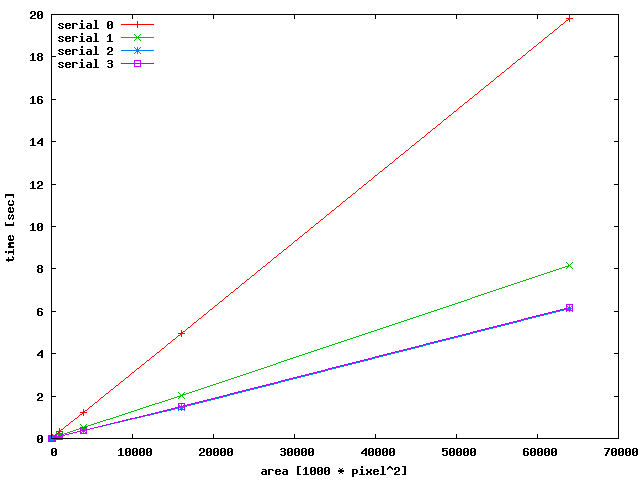 serial 0
serial 1
serial 2
serial 3
20
18
16
14
12
10
8
6
4
2
0
time [sec]
0 10000 20000 30000 40000 50000 60000 70000
area [1000 * pixel^2]